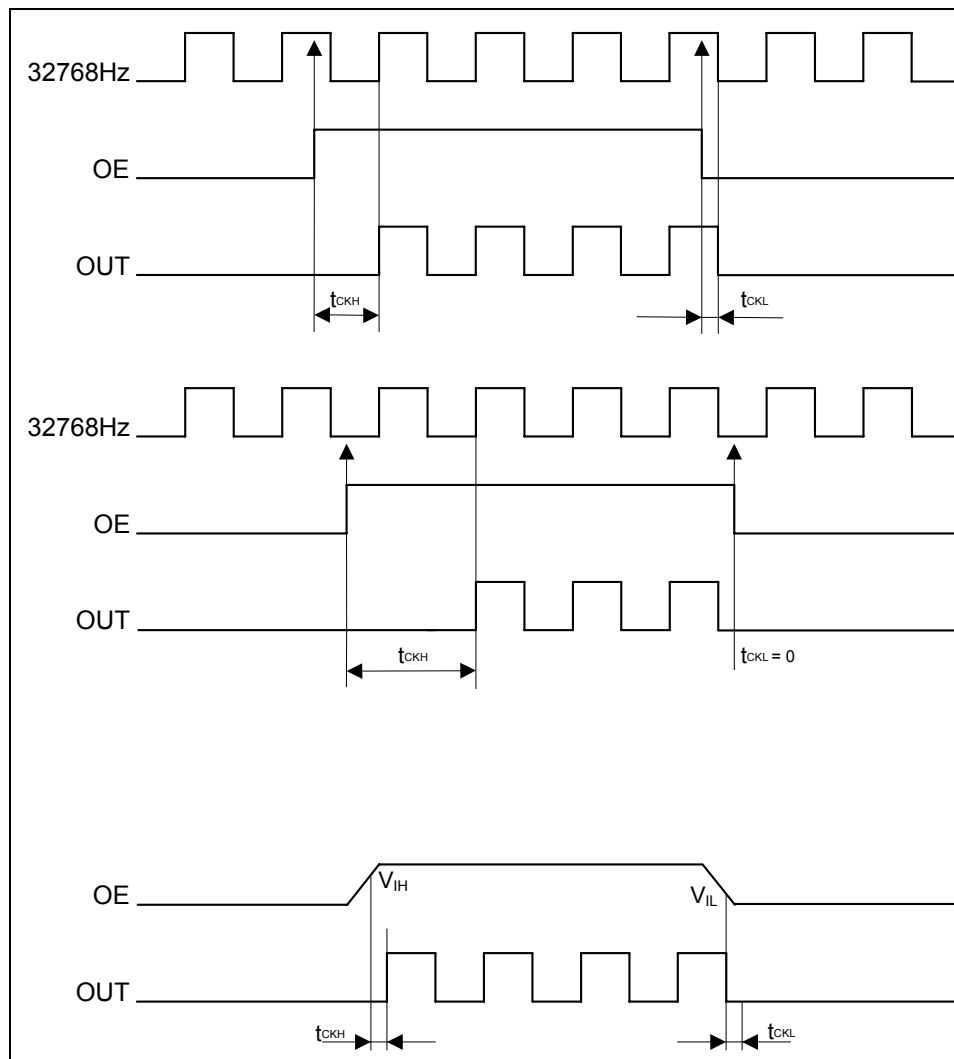 32768Hz
OE
OUT
tCKH
tCKL
32768Hz
OE
OUT
tCKH
tCKL = 0
OE
VIH
VIL
OUT
tCKH
tCKL